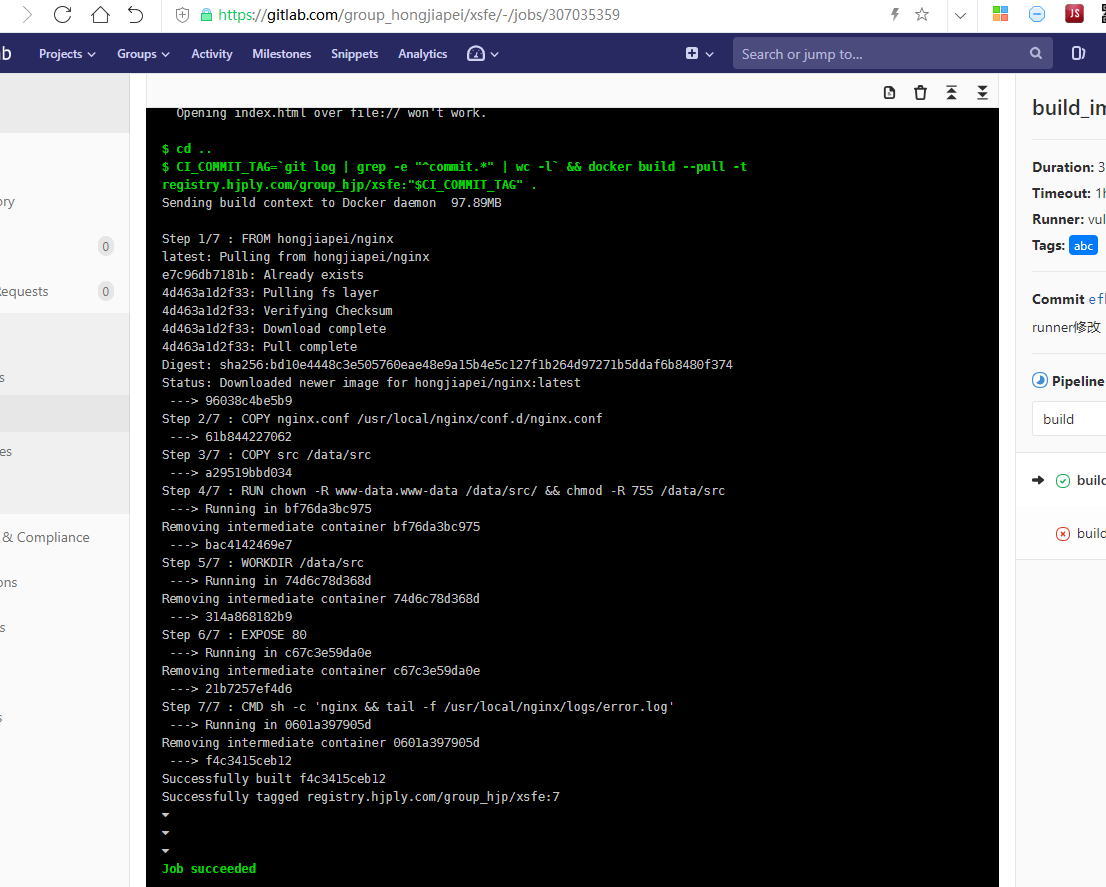 https://gitlab.com/group_hongjiapei/xsfe/-/jobs/307035359
JS
Projects
Groups
Activity
Milestones
Snippets
Analytics
Search or jump to...
0
Requests
0
& Compliance
Opening index.html over file:// won't work.
$ cd ..
$ CI_COMMIT_TAG=`git log | grep -e "^commit.*" | wc -l` && docker build --pull -t
registry.hjply.com/group_hjp/xsfe:"$CI_COMMIT_TAG" .
Sending build context to Docker daemon  97.89MB
Step 1/7 : FROM hongjiapei/nginx
latest: Pulling from hongjiapei/nginx
e7c96db7181b: Already exists
4d463a1d2f33: Pulling fs layer
4d463a1d2f33: Verifying Checksum
4d463a1d2f33: Download complete
4d463a1d2f33: Pull complete
Digest: sha256:bd10e4448c3e505760eae48e9a15b4e5c127f1b264d97271b5ddaf6b8480f374
Status: Downloaded newer image for hongjiapei/nginx:latest
---> 96038c4be5b9
Step 2/7 : COPY nginx.conf /usr/local/nginx/conf.d/nginx.conf
---> 61b844227062
Step 3/7 : COPY src /data/src
---> a29519bbd034
Step 4/7 : RUN chown -R www-data.www-data /data/src/ && chmod -R 755 /data/src
---> Running in bf76da3bc975
Removing intermediate container bf76da3bc975
---> bac4142469e7
Step 5/7 : WORKDIR /data/src
---> Running in 74d6c78d368d
Removing intermediate container 74d6c78d368d
---> 314a868182b9
Step 6/7 : EXPOSE 80
---> Running in c67c3e59da0e
Removing intermediate container c67c3e59da0e
---> 21b7257ef4d6
Step 7/7 : CMD sh -c 'nginx && tail -f /usr/local/nginx/logs/error.log'
---> Running in 0601a397905d
Removing intermediate container 0601a397905d
---> f4c3415ceb12
Successfully built f4c3415ceb12
Successfully tagged registry.hjply.com/group_hjp/xsfe:7
Job succeeded
build_im
Duration: 3
Timeout: 1h
Runner: vul
Tags: abc
Commit ef
runner修改
Pipeline
build
build
build